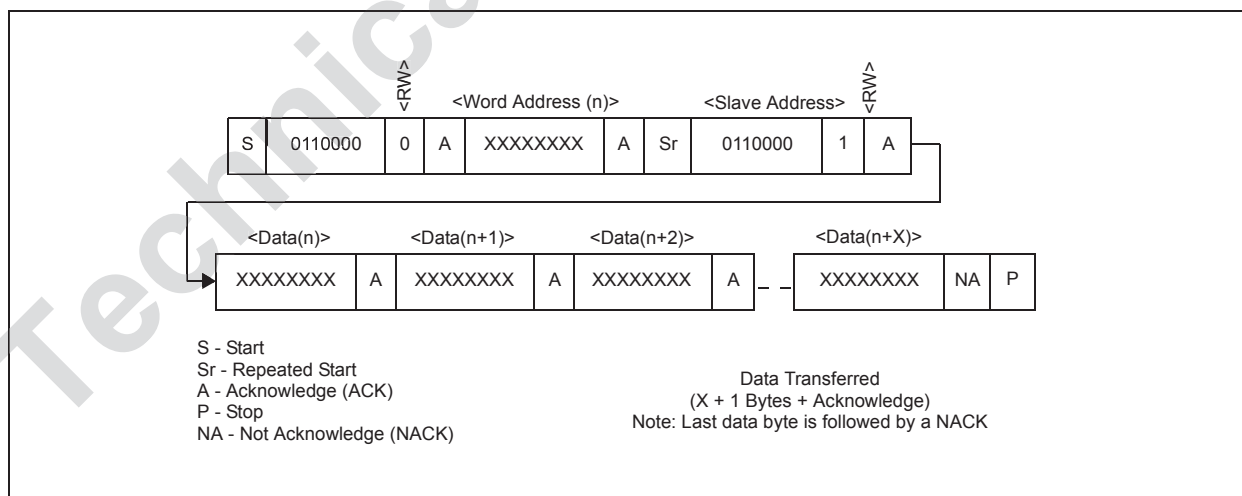 Technica
<RW> <Word Address (n)> <Slave Address> <RW>
S 0110000 0 A XXXXXXXX A Sr 0110000 1 A
<Data(n)> <Data(n+1)> <Data(n+2)> <Data(n+X)>
XXXXXXXX A XXXXXXXX A XXXXXXXX A XXXXXXXX NA P
S - Start
Sr - Repeated Start
A - Acknowledge (ACK)
P - Stop
NA - Not Acknowledge (NACK)
Data Transferred
(X + 1 Bytes + Acknowledge)
Note: Last data byte is followed by a NACK